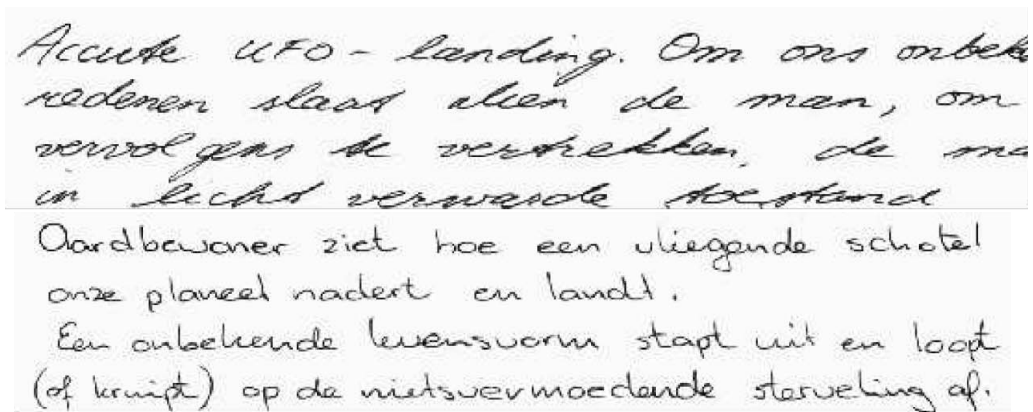 Accute UFO - landing. Om ons onbek
redenen slaat alien de man, om
vervolgens te vertrekken, de ma
in licht verwarde toestand
Aardbewoner ziet hoe een vliegende schotel
onze planeet nadert en landt.
Een onbekende levensvorm stapt uit en loopt
(of kruipt) op de nietsvermoedende sterveling af.